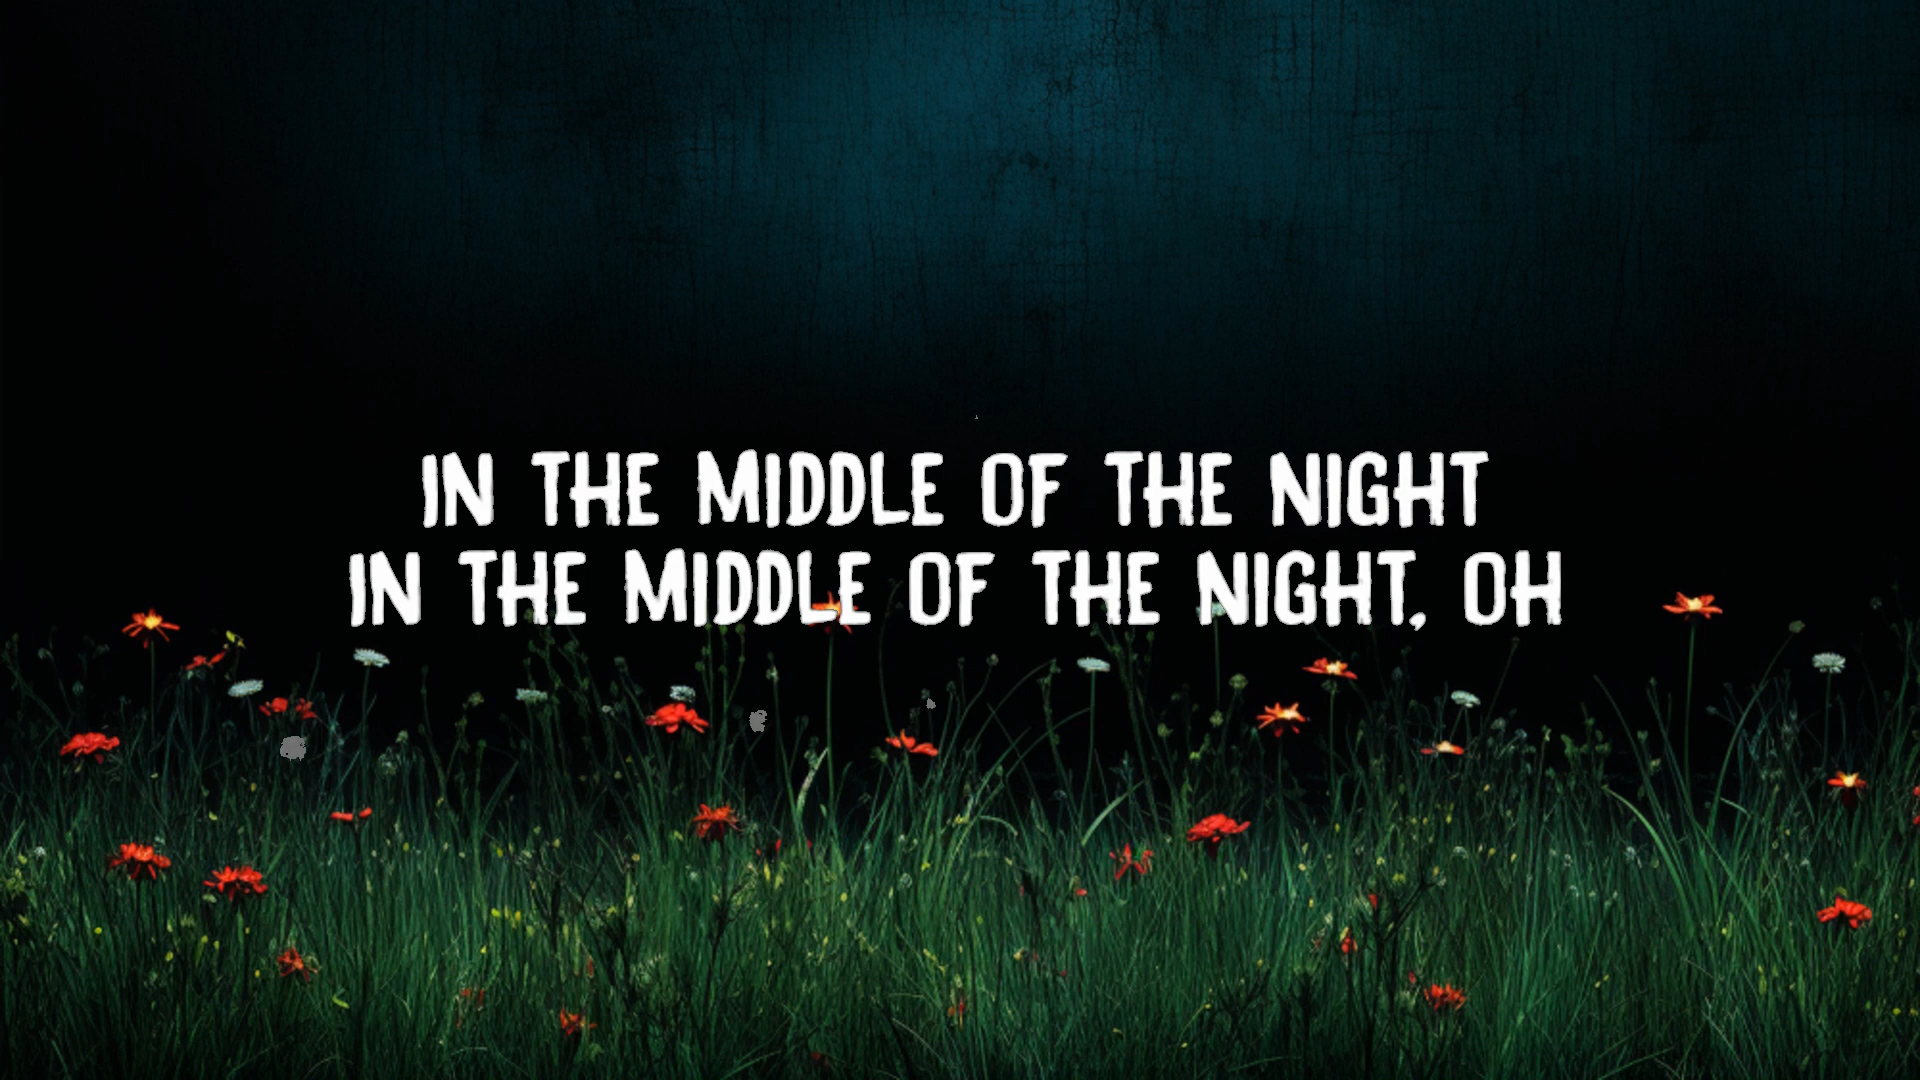 IN THE MIDDLE OF THE NIGHT
IN THE MIDDLE OF THE NIGHT, OH